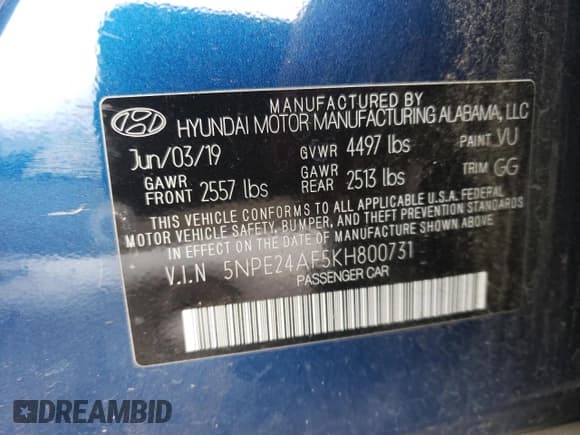 MANUFACTURED BY
HYUNDAI MOTOR MANUFACTURING ALABAMA, LLC
Jun/03/19 GVWR 4497 lbs PAINT VU
GAWR FRONT 2557 lbs GAWR REAR 2513 lbs TRIM GG
THIS VEHICLE CONFORMS TO ALL APPLICABLE U.S.A. FEDERAL
MOTOR VEHICLE SAFETY, BUMPER, AND THEFT PREVENTION STANDARDS
IN EFFECT ON THE DATE OF MANUFACTURE SHOWN ABOVE.
V.I.N 5NPE24AF5KH800731
PASSENGER CAR
DREAMBID
DREAMBID